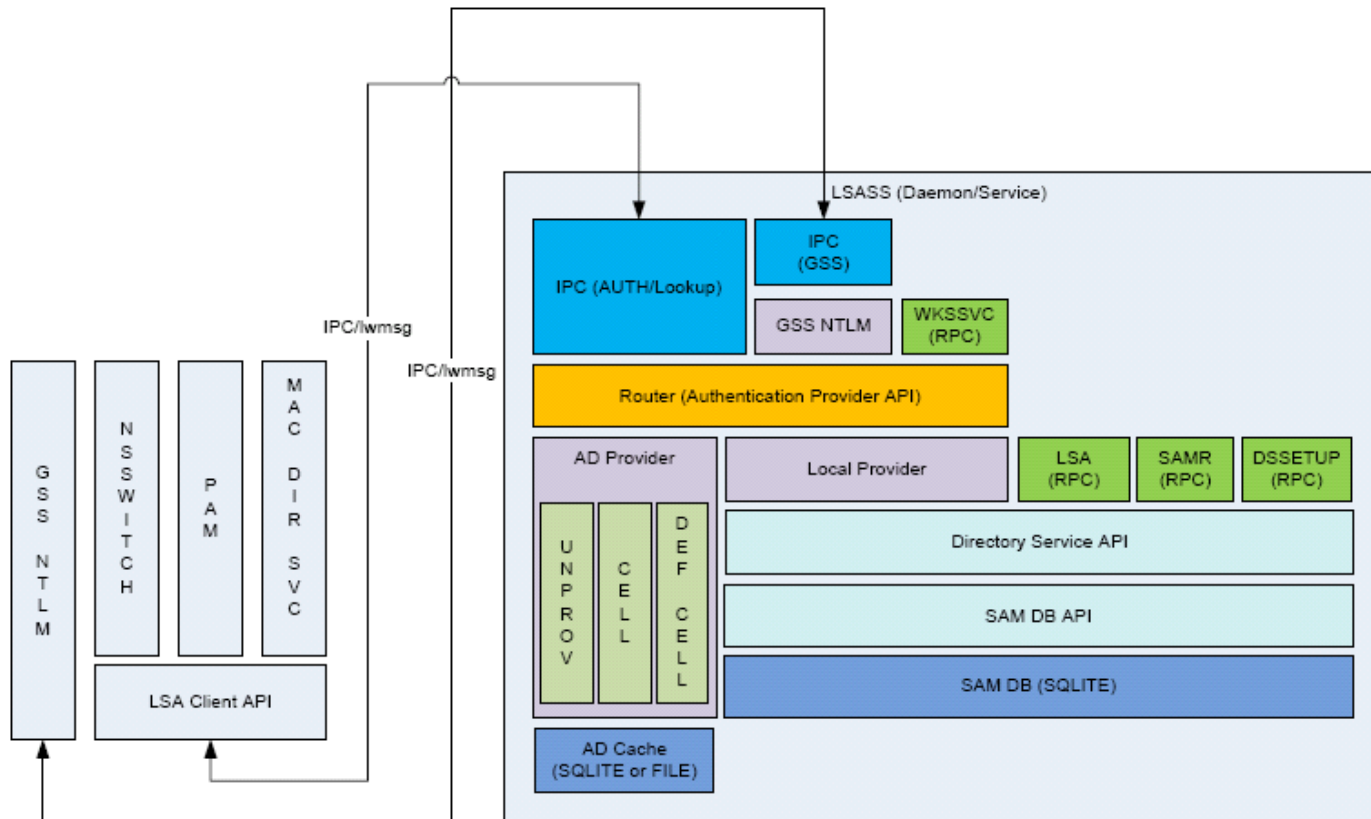 LSASS (Daemon/Service)
IPC (AUTH/Lookup)
IPC
(GSS)
GSS NTLM
WKSSVC
(RPC)
IPC/lwmsg
IPC/lwmsg
Router (Authentication Provider API)
GSS NTLM
NSSWITCH
PAM
MAC DIR SVC
LSA Client API
AD Provider
UNPROV
CELL
DEF CELL
Local Provider
LSA
(RPC)
SAMR
(RPC)
DSSETUP
(RPC)
Directory Service API
SAM DB API
SAM DB (SQLITE)
AD Cache
(SQLITE or FILE)